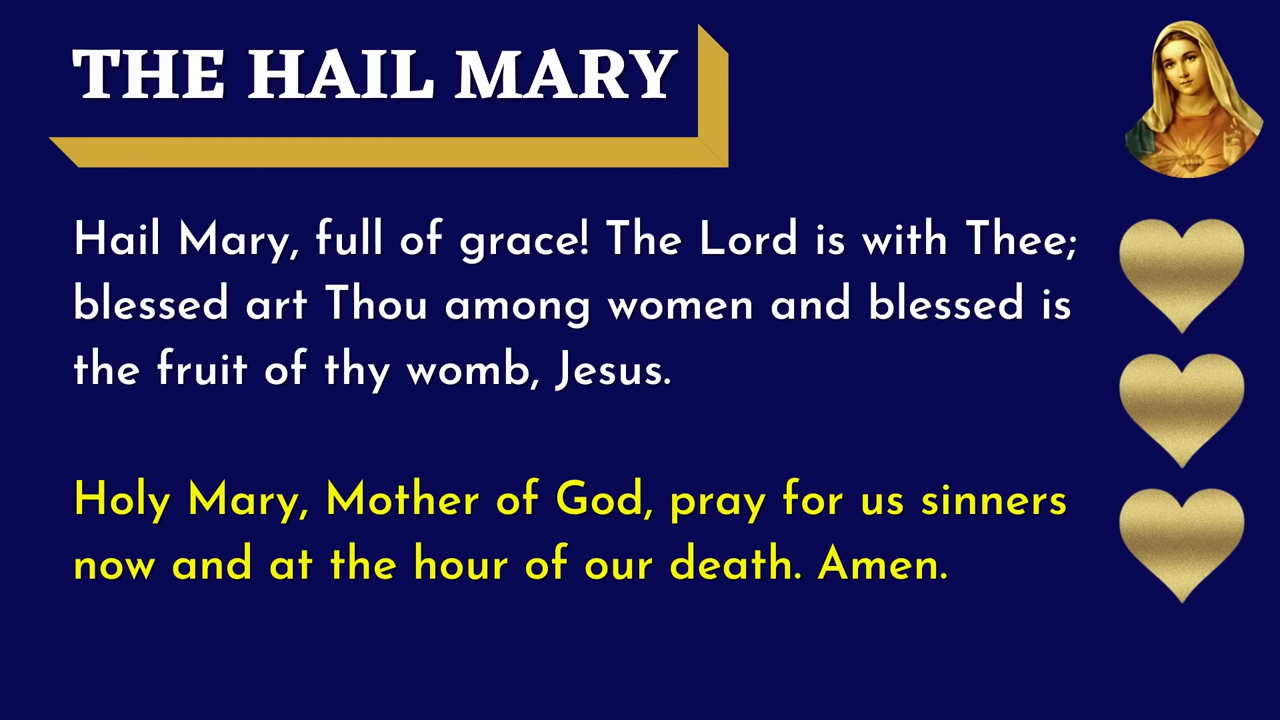 THE HAIL MARY
Hail Mary, full of grace! The Lord is with Thee;
blessed art Thou among women and blessed is
the fruit of thy womb, Jesus.
Holy Mary, Mother of God, pray for us sinners
now and at the hour of our death. Amen.